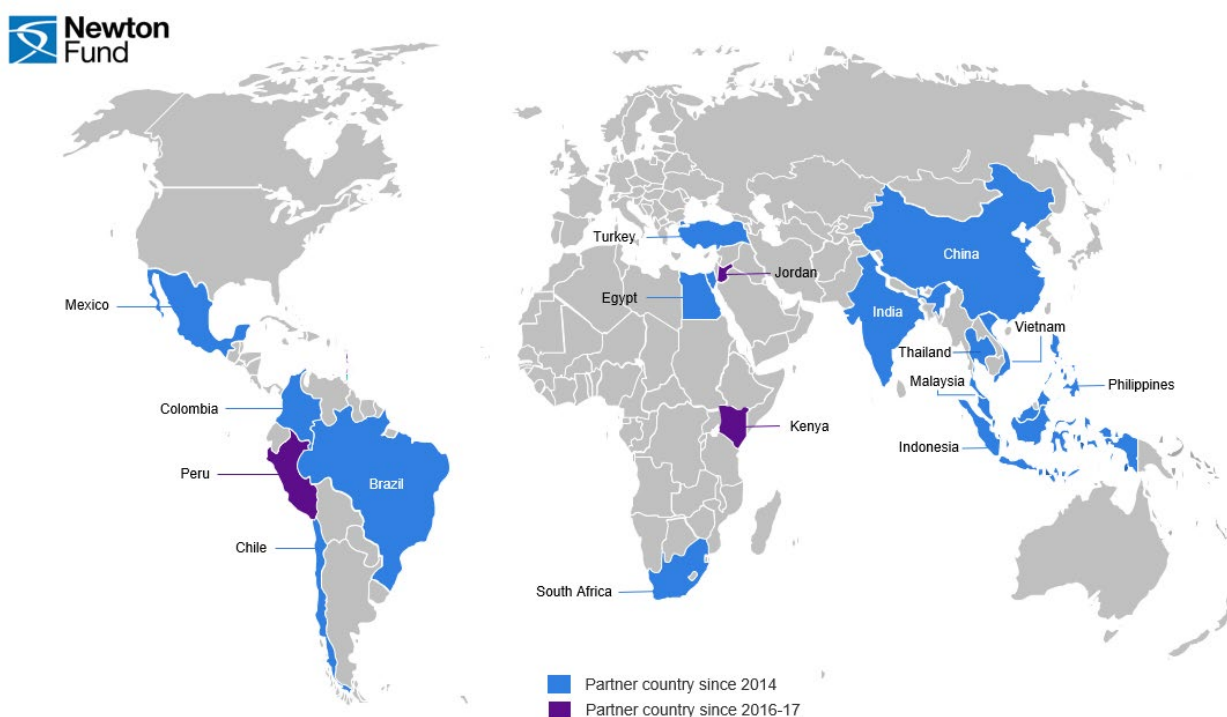 Newton
Fund
Turkey
China
Jordan
Mexico
Egypt
India
Vietnam
Thailand
Malaysia
Philippines
Colombia
Kenya
Indonesia
Peru
Brazil
Chile
South Africa
Partner country since 2014
Partner country since 2016-17